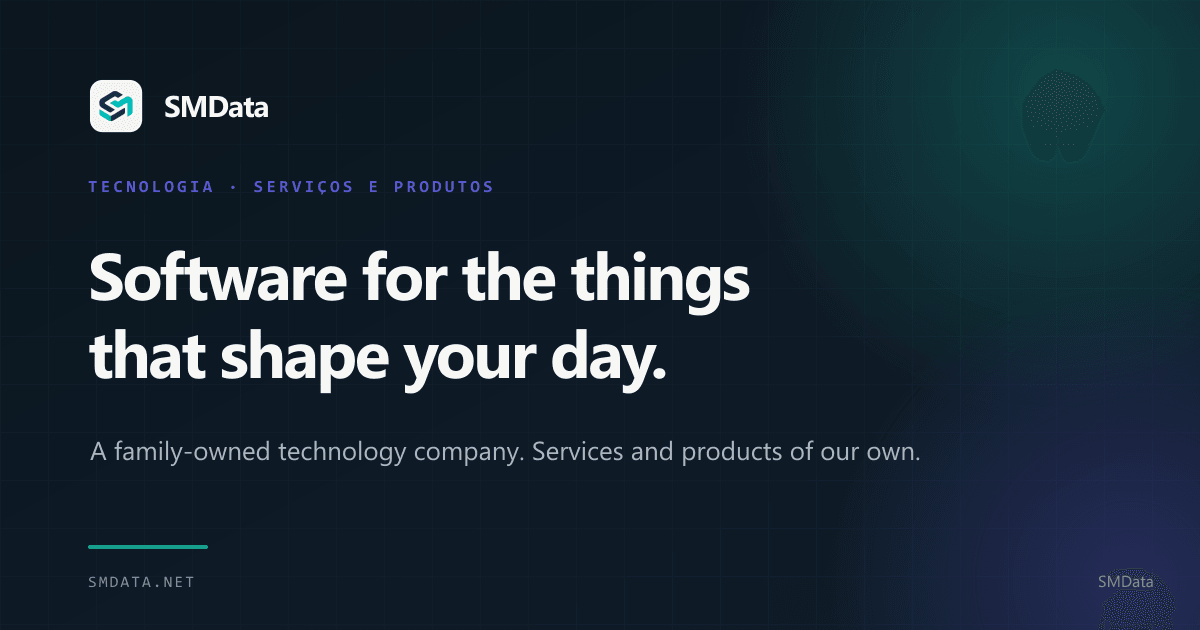 SMData
TECNOLOGIA · SERVIÇOS E PRODUTOS
Software for the things
that shape your day.
A family-owned technology company. Services and products of our own.
SMDATA.NET
SMData